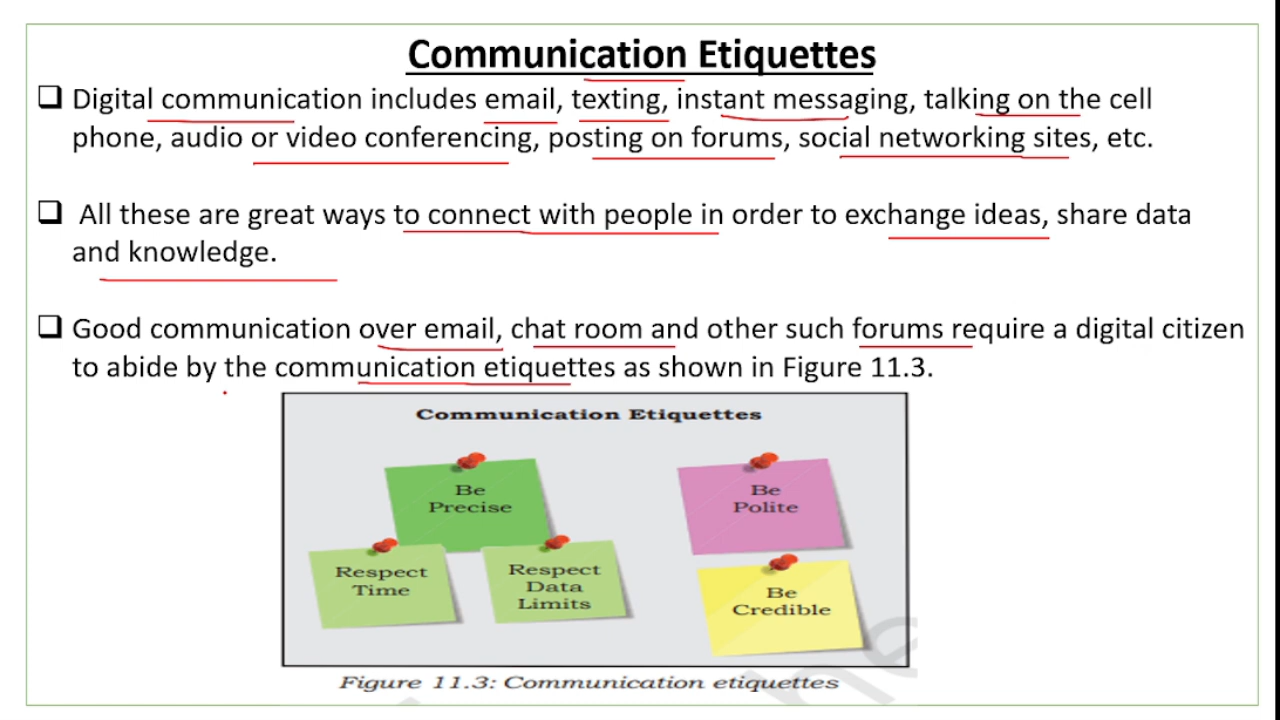 Communication Etiquettes
❑ Digital communication includes email, texting, instant messaging, talking on the cell
phone, audio or video conferencing, posting on forums, social networking sites, etc.
❑ All these are great ways to connect with people in order to exchange ideas, share data
and knowledge.
❑ Good communication over email, chat room and other such forums require a digital citizen
to abide by the communication etiquettes as shown in Figure 11.3.
Communication Etiquettes
Be
Precise
Respect
Time
Respect
Data
Limits
Be
Polite
Be
Credible
Figure 11.3: Communication etiquettes